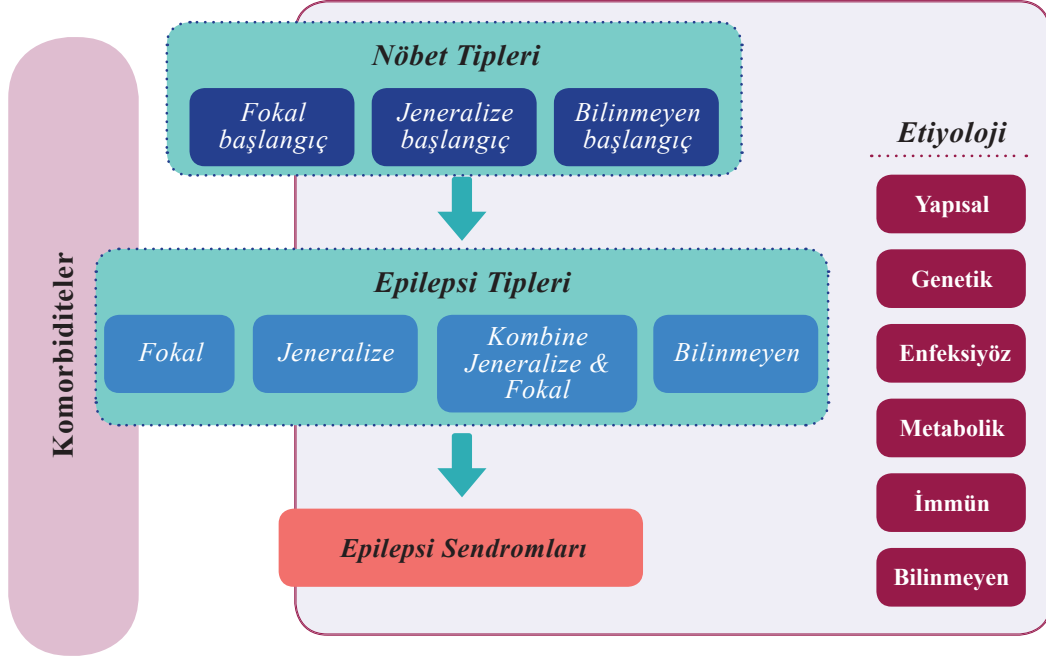 Komorbiditeler
Nöbet Tipleri
Fokal
başlangıç
Jeneralize
başlangıç
Bilinmeyen
başlangıç
Epilepsi Tipleri
Fokal
Jeneralize
Kombine
Jeneralize &
Fokal
Bilinmeyen
Epilepsi Sendromları
Etiyoloji
Yapısal
Genetik
Enfeksiyöz
Metabolik
İmmün
Bilinmeyen